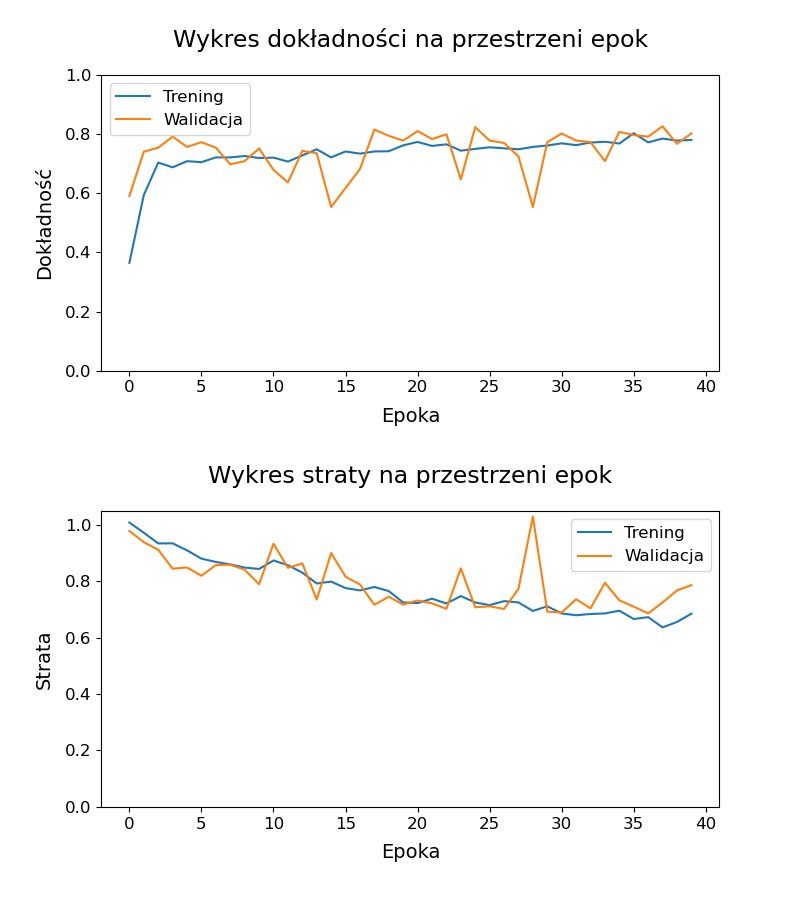 Wykres dokładności na przestrzeni epok
1.0
Trening
Walidacja
0.8
0.6
0.4
0.2
0.0
Dokładność
0 5 10 15 20 25 30 35 40
Epoka
Wykres straty na przestrzeni epok
1.0
Trening
Walidacja
0.8
0.6
0.4
0.2
0.0
Strata
0 5 10 15 20 25 30 35 40
Epoka